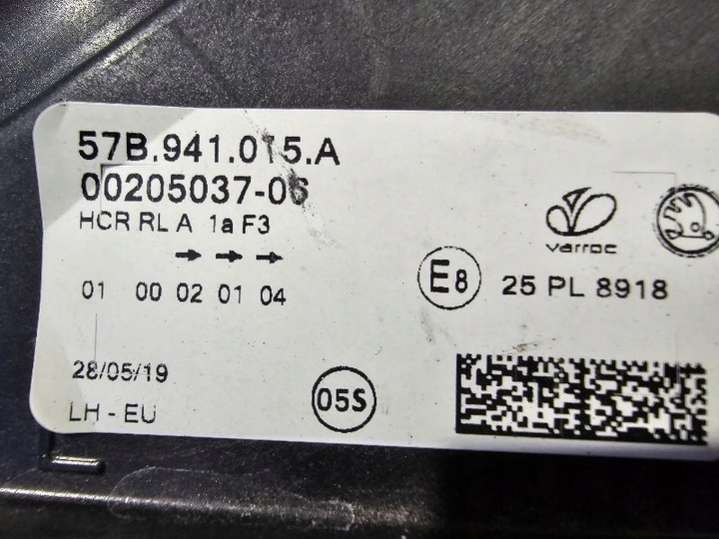 57B.941.015.A
00205037-06
HCR RL A 1a F3
01 00 02 01 04
varroc
E8 25 PL 8918
28/05/19
05S
LH - EU